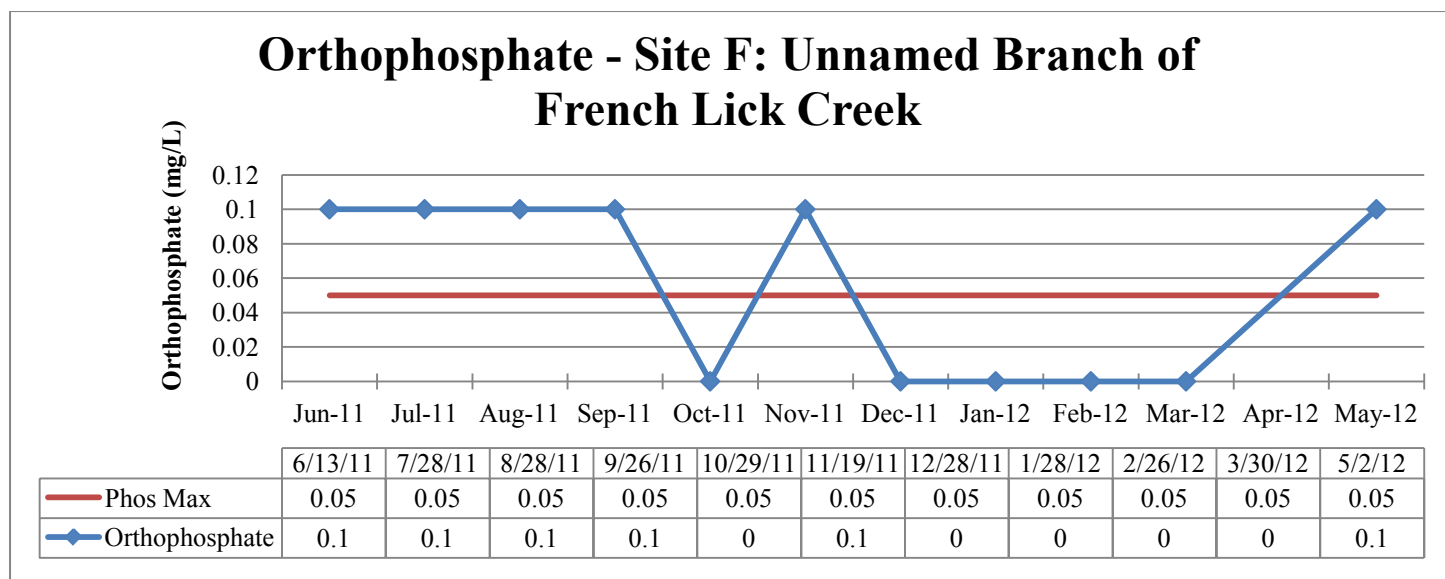 Orthophosphate - Site F: Unnamed Branch of
French Lick Creek
Orthophosphate (mg/L)
0.12
0.1
0.08
0.06
0.04
0.02
0
Jun-11 Jul-11 Aug-11 Sep-11 Oct-11 Nov-11 Dec-11 Jan-12 Feb-12 Mar-12 Apr-12 May-12
6/13/11 7/28/11 8/28/11 9/26/11 10/29/11 11/19/11 12/28/11 1/28/12 2/26/12 3/30/12 5/2/12
Phos Max 0.05 0.05 0.05 0.05 0.05 0.05 0.05 0.05 0.05 0.05 0.05
Orthophosphate 0.1 0.1 0.1 0.1 0 0.1 0 0 0 0 0.1